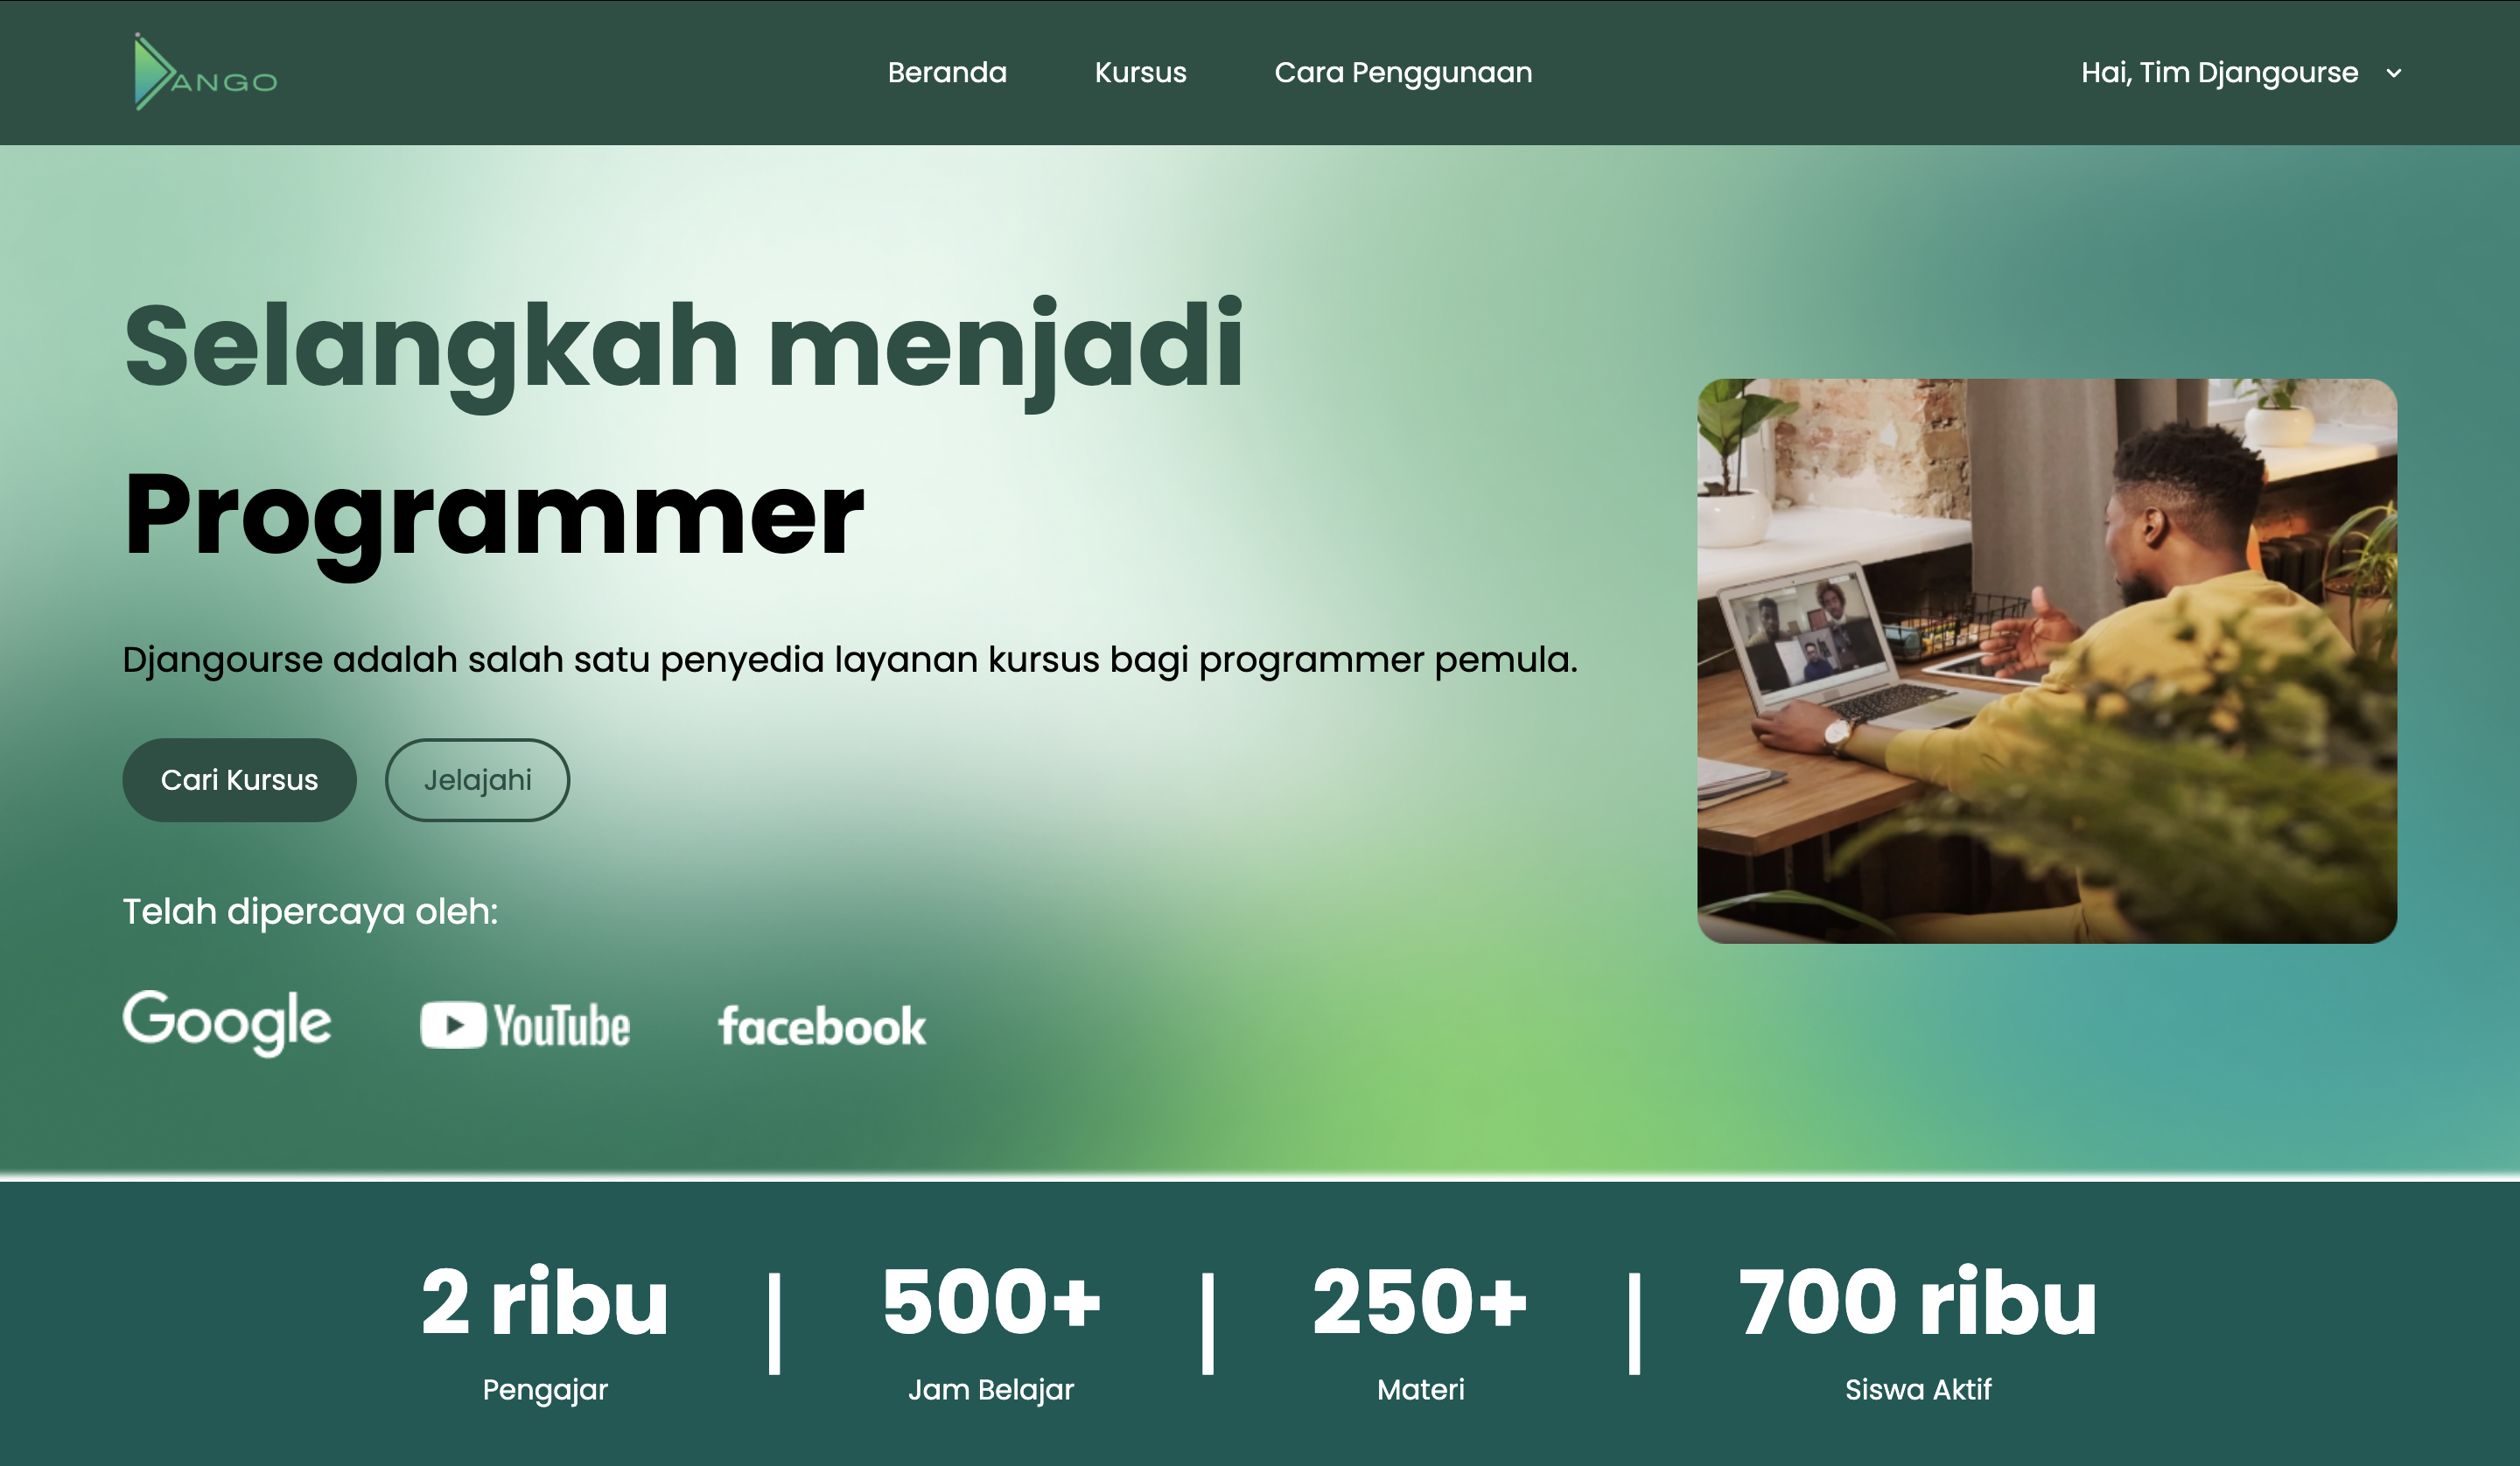 DANGO
Beranda Kursus Cara Penggunaan Hai, Tim Djangourse
Selangkah menjadi
Programmer
Djangourse adalah salah satu penyedia layanan kursus bagi programmer pemula.
Cari Kursus Jelajahi
Telah dipercaya oleh:
Google YouTube facebook
2 ribu 500+ 250+ 700 ribu
Pengajar Jam Belajar Materi Siswa Aktif